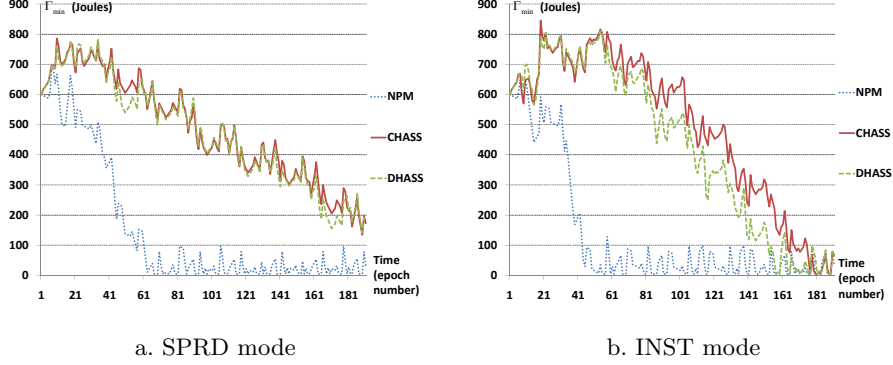 Γmin (Joules)
900
800
700
600
500
400
300
200
100
0
1 21 41 61 81 101 121 141 161 181
NPM
CHASS
DHASS
Time
(epoch
number)
a. SPRD mode
Γmin (Joules)
900
800
700
600
500
400
300
200
100
0
1 21 41 61 81 101 121 141 161 181
NPM
CHASS
DHASS
Time
(epoch
number)
b. INST mode